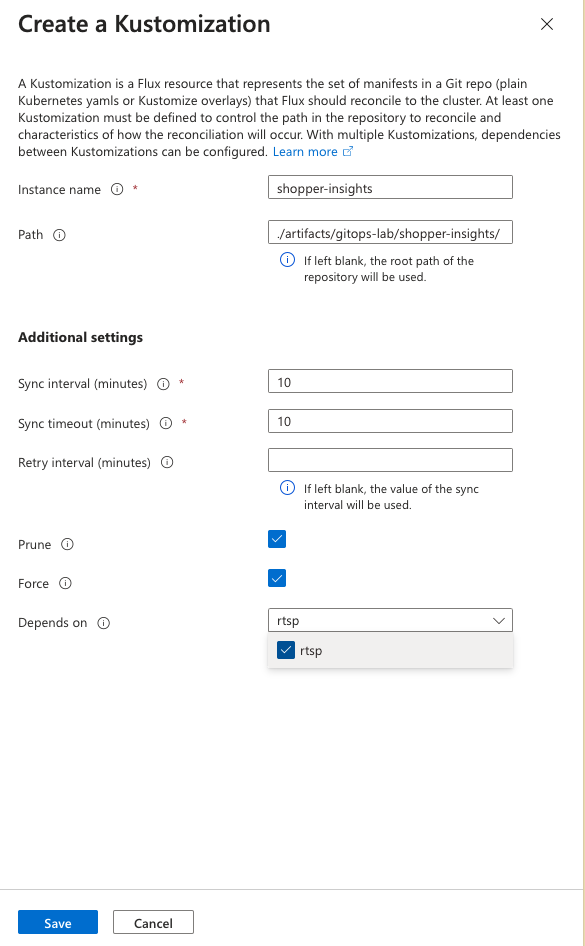 Create a Kustomization
A Kustomization is a Flux resource that represents the set of manifests in a Git repo (plain
Kubernetes yamls or Kustomize overlays) that Flux should reconcile to the cluster. At least one
Kustomization must be defined to control the path in the repository to reconcile and
characteristics of how the reconciliation will occur. With multiple Kustomizations, dependencies
between Kustomizations can be configured. Learn more
Instance name *
shopper-insights
Path
./artifacts/gitops-lab/shopper-insights/
If left blank, the root path of the
repository will be used.
Additional settings
Sync interval (minutes) *
10
Sync timeout (minutes) *
10
Retry interval (minutes)
If left blank, the value of the sync
interval will be used.
Prune
Force
Depends on
rtsp
rtsp
Save
Cancel